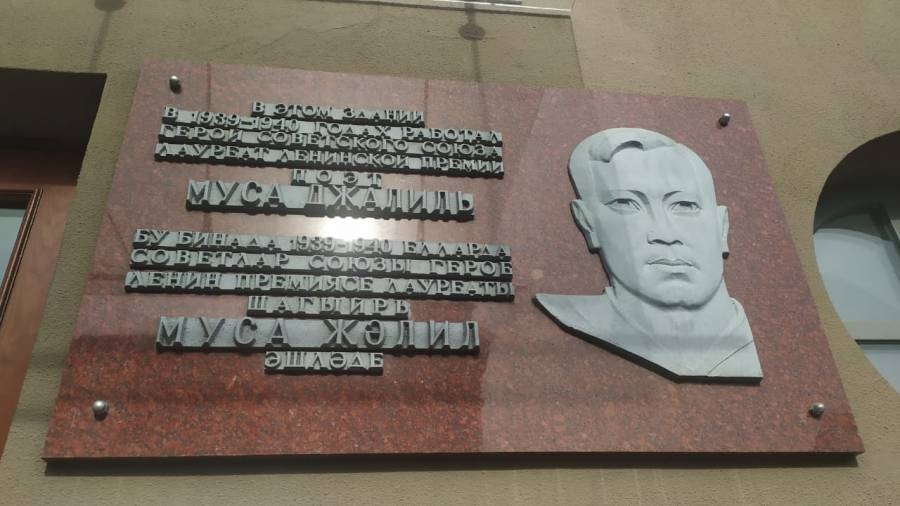 В ЭТОМ ЗДАНИИ
В 1939-1940 ГОДАХ РАБОТАЛ
ГЕРОЙ СОВЕТСКОГО СОЮЗА
ЛАУРЕАТ ЛЕНИНСКОЙ ПРЕМИИ
ПОЭТ
МУСА ДЖАЛИЛЬ
БУ БИНАДА 1939-1940 ЕЛЛАРДА
СОВЕТЛАР СОЮЗЫ ГЕРОЕ
ЛЕНИН ПРЕМИЯСЕ ЛАУРЕАТЫ
ШАГЫЙРЬ
МУСА ҖӘЛИЛ
ЭШЛӘДЕ